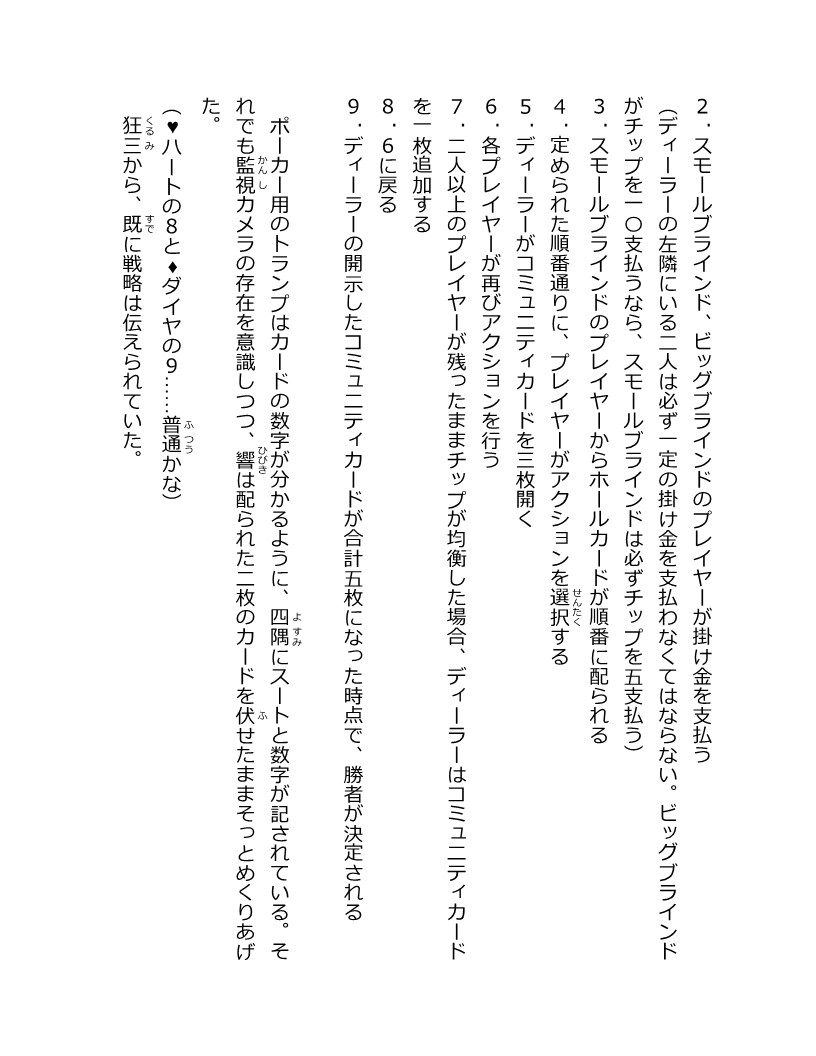 2．スモールブラインド、ビッグブラインドのプレイヤーが掛け金を支払う
（ディーラーの左隣にいる二人は必ず一定の掛け金を支払わなくてはならない。ビッグブラインド
がチップを一〇支払うなら、スモールブラインドは必ずチップを五支払う）
3．スモールブラインドのプレイヤーからホールカードが順番に配られる
4．定められた順番通りに、プレイヤーがアクションを選択する
5．ディーラーがコミュニティカードを三枚開く
6．各プレイヤーが再びアクションを行う
7．二人以上のプレイヤーが残ったままチップが均衡した場合、ディーラーはコミュニティカード
を一枚追加する
8．6に戻る
9．ディーラーの開示したコミュニティカードが合計五枚になった時点で、勝者が決定される
ポーカー用のトランプはカードの数字が分かるように、四隅にスートと数字が記されている。そ
れでも監視カメラの存在を意識しつつ、響は配られた二枚のカードを伏せたままそっとめくりあげ
た。
（♥ハートの8と♦ダイヤの9……普通かな）
狂三から、既に戦略は伝えられていた。